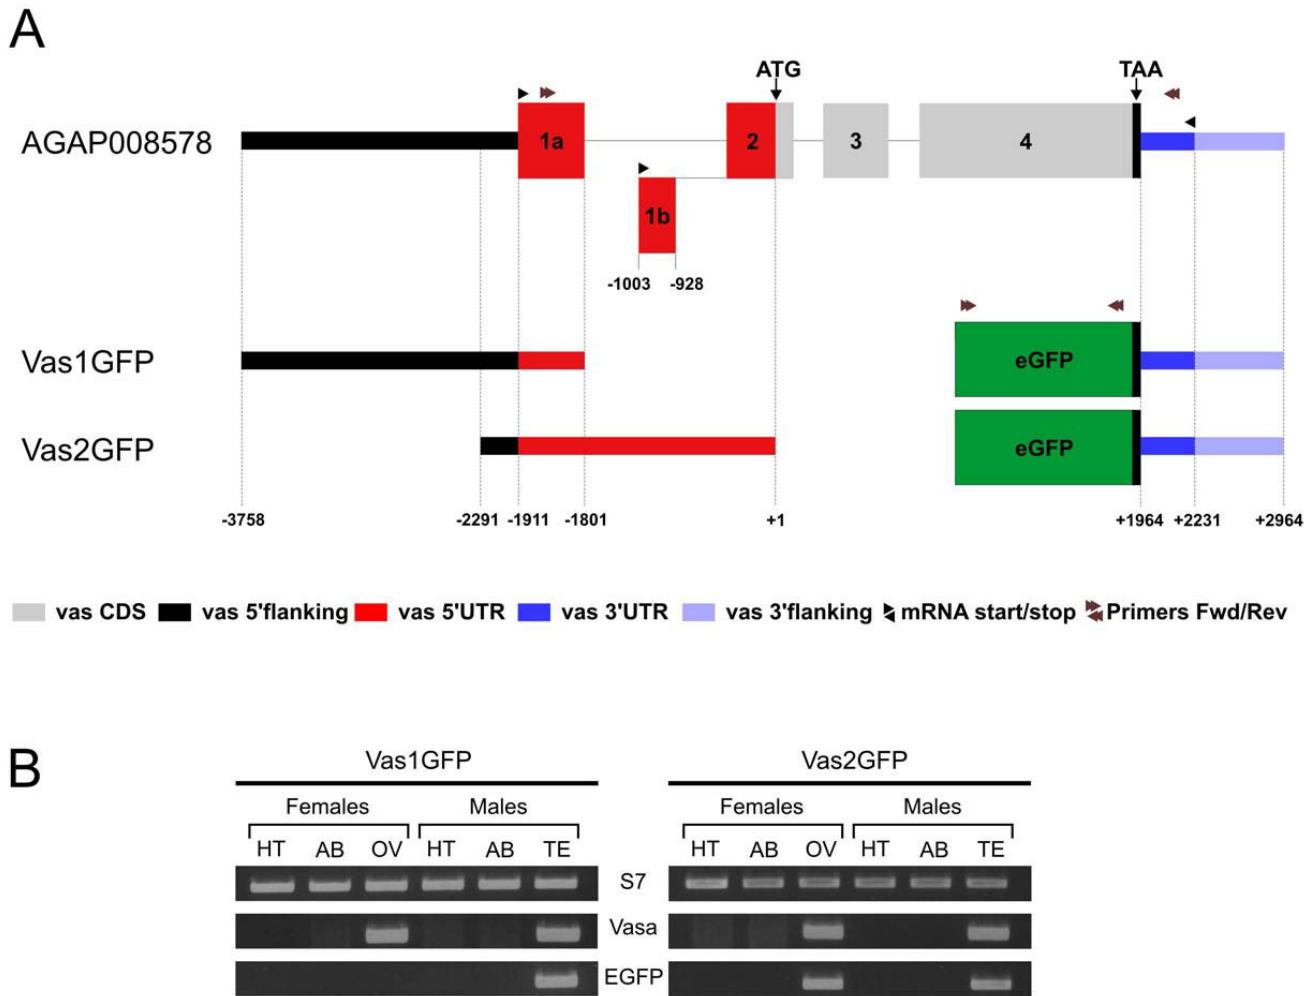 A
ATG TAA
AGAP008578 1a 2 3 4
1b
-1003 -928
Vas1GFP eGFP
Vas2GFP eGFP
-3758 -2291 -1911 -1801 +1 +1964 +2231 +2964
vas CDS vas 5'flanking vas 5'UTR vas 3'UTR vas 3'flanking mRNA start/stop Primers Fwd/Rev
B
Vas1GFP Vas2GFP
Females Males Females Males
HT AB OV HT AB TE HT AB OV HT AB TE
S7
Vasa
EGFP